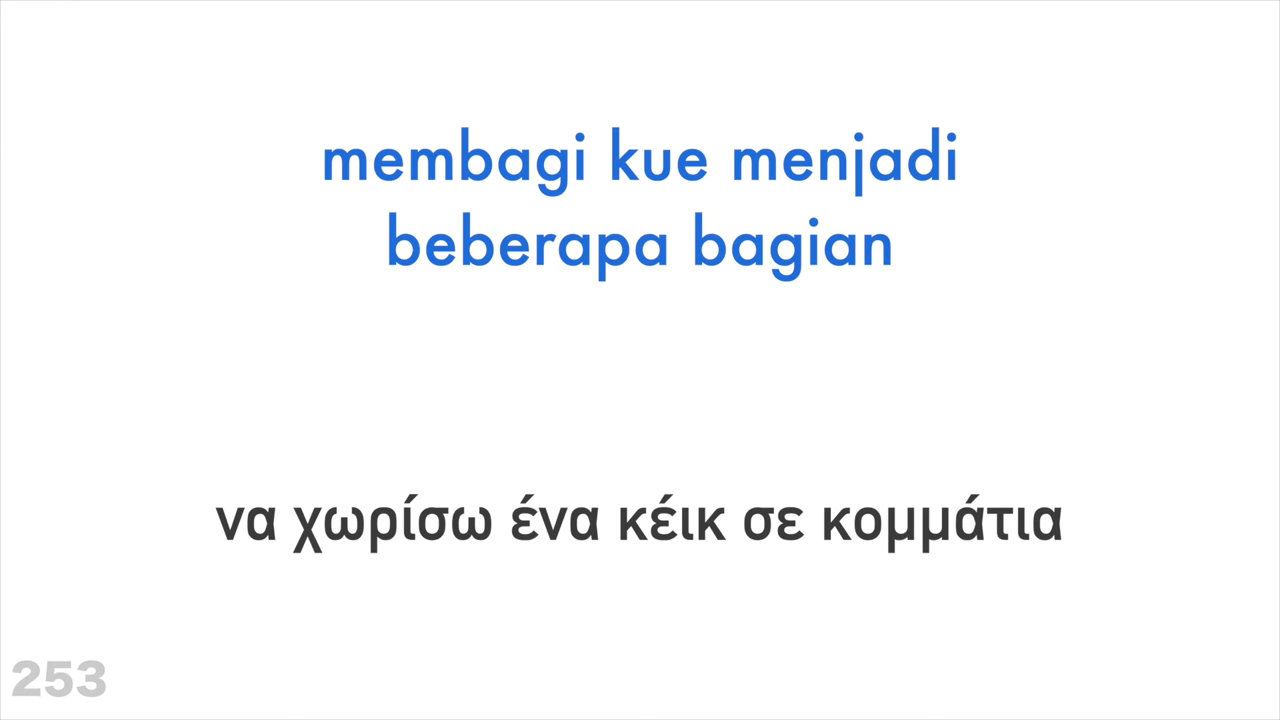 membagi kue menjadi
beberapa bagian
να χωρίσω ένα κέικ σε κομμάτια
253